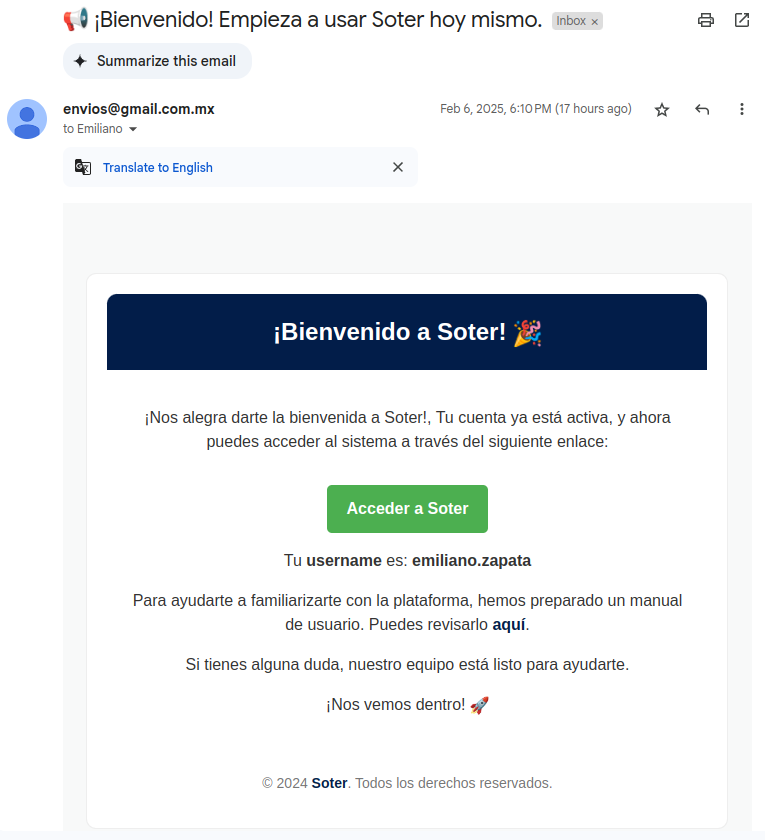 📢 ¡Bienvenido! Empieza a usar Soter hoy mismo. Inbox ×
Summarize this email
envios@gmail.com.mx Feb 6, 2025, 6:10 PM (17 hours ago)
to Emiliano
Translate to English
¡Bienvenido a Soter! 🎉
¡Nos alegra darte la bienvenida a Soter!, Tu cuenta ya está activa, y ahora
puedes acceder al sistema a través del siguiente enlace:
Acceder a Soter
Tu username es: emiliano.zapata
Para ayudarte a familiarizarte con la plataforma, hemos preparado un manual
de usuario. Puedes revisarlo aquí.
Si tienes alguna duda, nuestro equipo está listo para ayudarte.
¡Nos vemos dentro! 🚀
© 2024 Soter. Todos los derechos reservados.